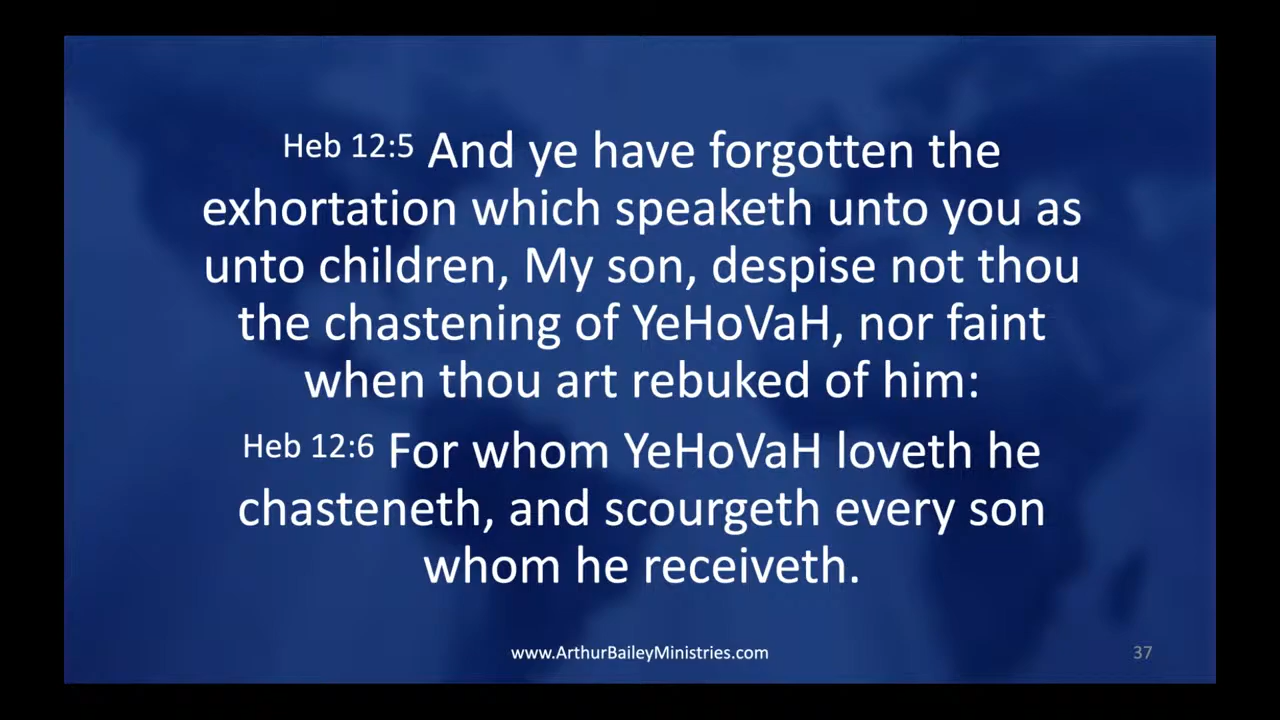 Heb 12:5 And ye have forgotten the
exhortation which speaketh unto you as
unto children, My son, despise not thou
the chastening of YeHoVaH, nor faint
when thou art rebuked of him:
Heb 12:6 For whom YeHoVaH loveth he
chasteneth, and scourgeth every son
whom he receiveth.
www.ArthurBaileyMinistries.com
37